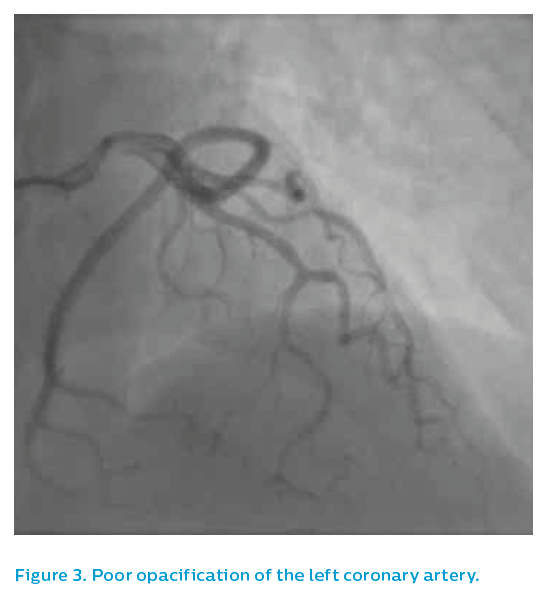 Figure 3. Poor opacification of the left coronary artery.